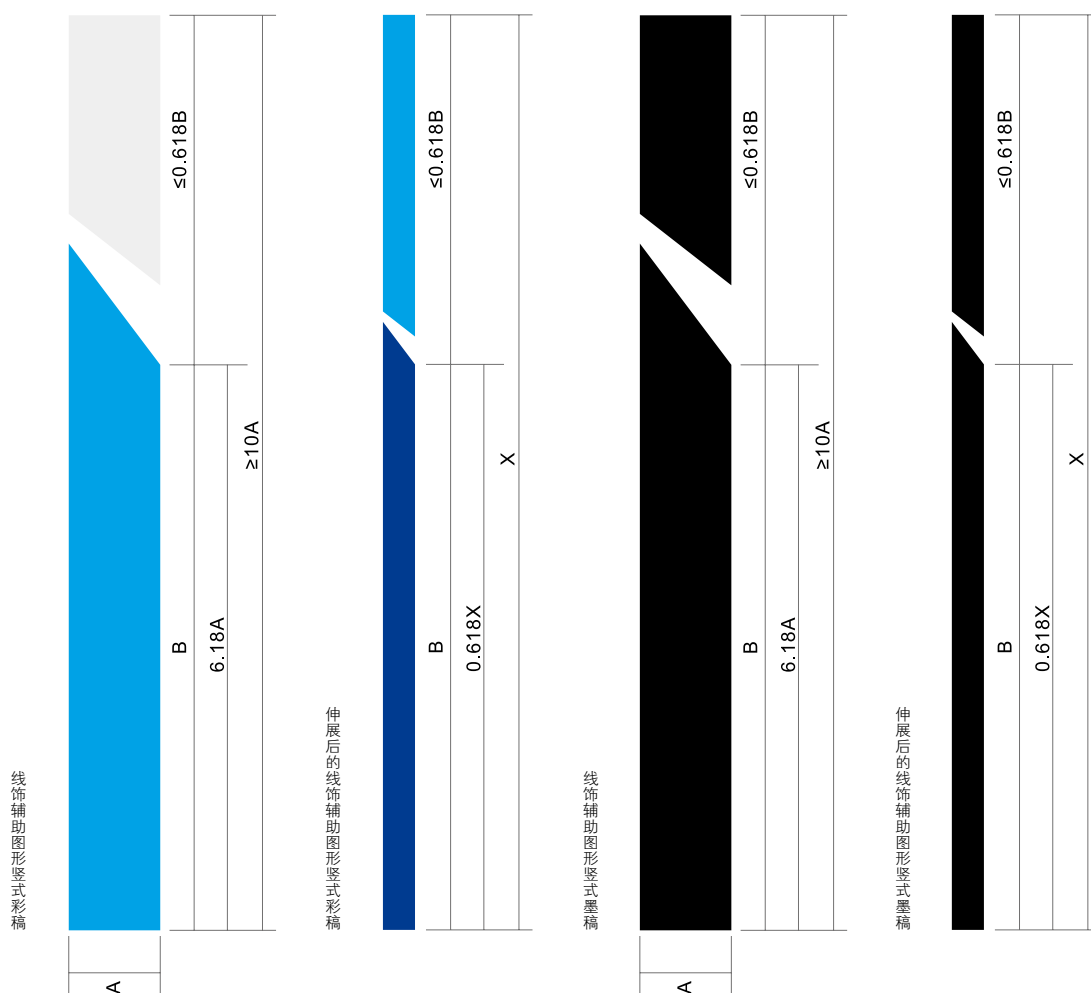 线饰辅助图形竖式彩稿
≤0.618B
B
6.18A
≥10A
A
伸展后的线饰辅助图形竖式彩稿
≤0.618B
B
0.618X
X
线饰辅助图形竖式墨稿
≤0.618B
B
6.18A
≥10A
A
伸展后的线饰辅助图形竖式墨稿
≤0.618B
B
0.618X
X